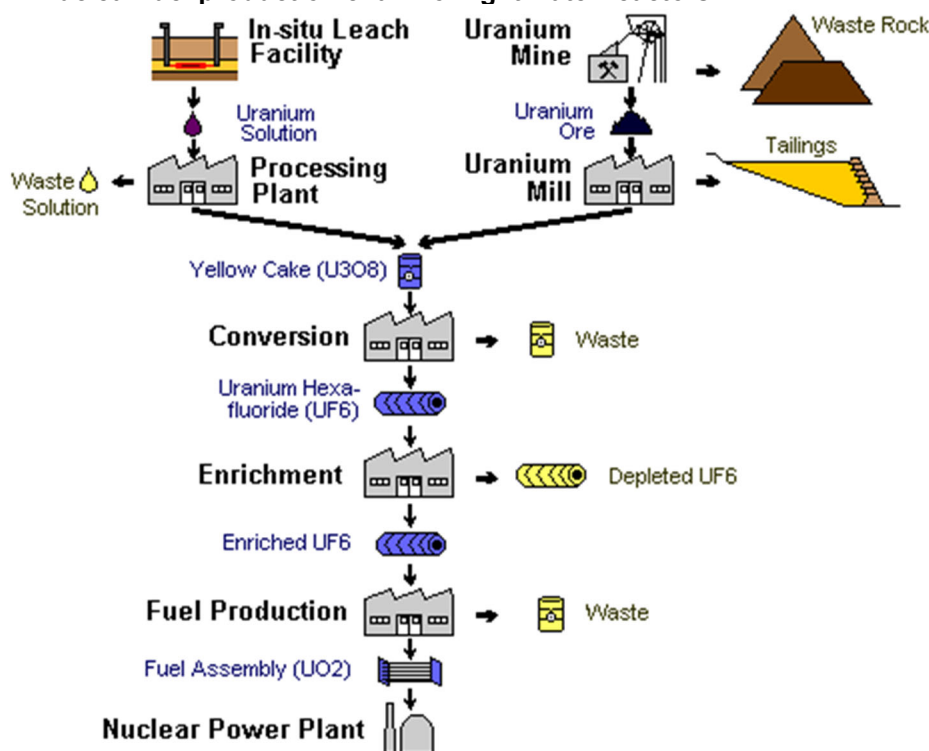 In-situ Leach
Facility
Uranium
Mine
Waste Rock
Uranium
Solution
Uranium
Ore
Processing
Plant
Waste
Solution
Uranium
Mill
Tailings
Yellow Cake (U3O8)
Conversion
Waste
Uranium Hexa-
fluoride (UF6)
Enrichment
Depleted UF6
Enriched UF6
Fuel Production
Waste
Fuel Assembly (UO2)
Nuclear Power Plant